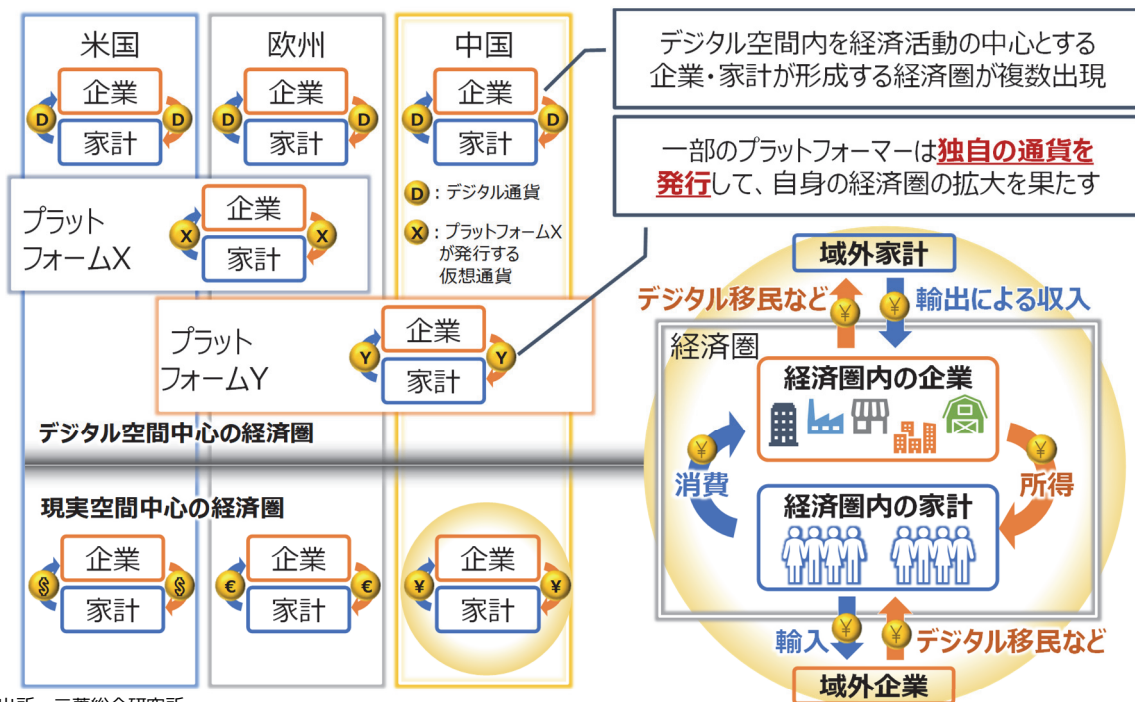 米国
企業
D
D
家計
欧州
企業
D
D
家計
中国
企業
D
D
家計
デジタル空間内を経済活動の中心とする
企業・家計が形成する経済圏が複数出現
一部のプラットフォーマーは独自の通貨を
発行して、自身の経済圏の拡大を果たす
プラット
フォームX
企業
X
X
家計
D：デジタル通貨
X：プラットフォームX
が発行する
仮想通貨
プラット
フォームY
企業
Y
Y
家計
デジタル空間中心の経済圏
現実空間中心の経済圏
企業
$
$
家計
企業
€
€
家計
企業
¥
¥
家計
域外家計
デジタル移民など
¥
¥
輸出による収入
経済圏
経済圏内の企業
¥
消費
¥
所得
経済圏内の家計
輸入
¥
¥
デジタル移民など
域外企業